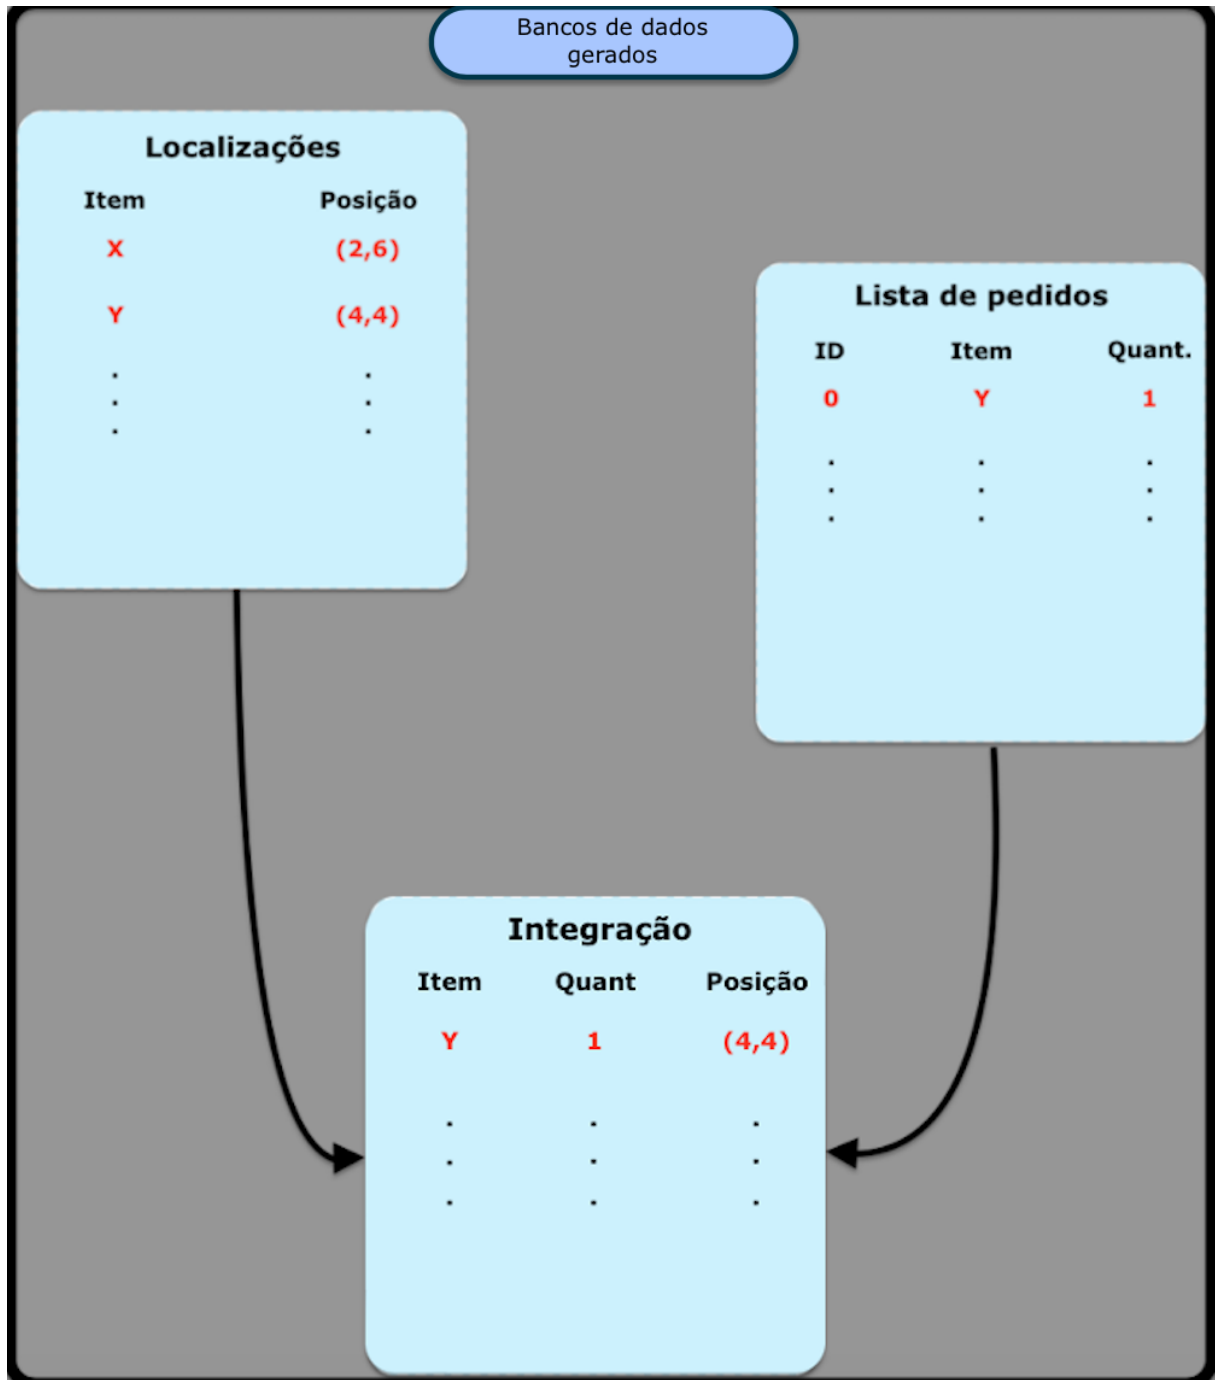 Bancos de dados
gerados
Localizações
Item Posição
X (2,6)
Y (4,4)
. .
. .
. .
Lista de pedidos
ID Item Quant.
0 Y 1
. . .
. . .
. . .
Integração
Item Quant Posição
Y 1 (4,4)
. . .
. . .
. . .